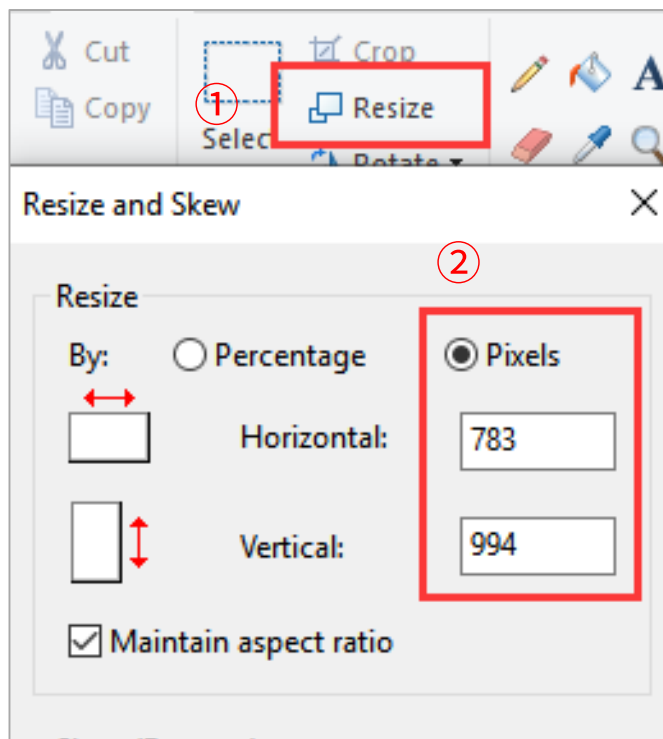 Cut
Crop
Copy
①
Resize
Selec
Rotate
A
Resize and Skew
②
Resize
By:
Percentage
Pixels
Horizontal:
783
Vertical:
994
Maintain aspect ratio